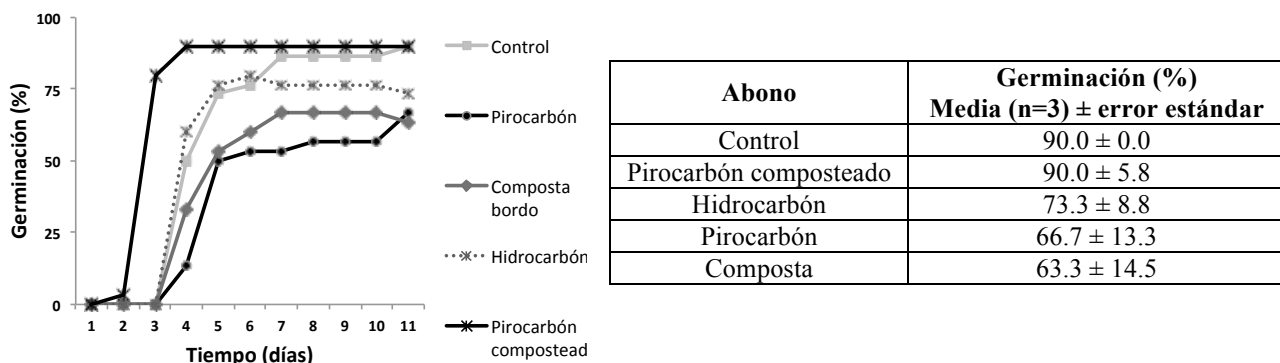 100
75
50
25
0
Germinación (%)
1 2 3 4 5 6 7 8 9 10 11
Tiempo (días)
Control
Pirocarbón
Composta
bordo
Hidrocarbón
Pirocarbón
compostead
Abono Germinación (%)
Media (n=3) ± error estándar
Control 90.0 ± 0.0
Pirocarbón composteado 90.0 ± 5.8
Hidrocarbón 73.3 ± 8.8
Pirocarbón 66.7 ± 13.3
Composta 63.3 ± 14.5